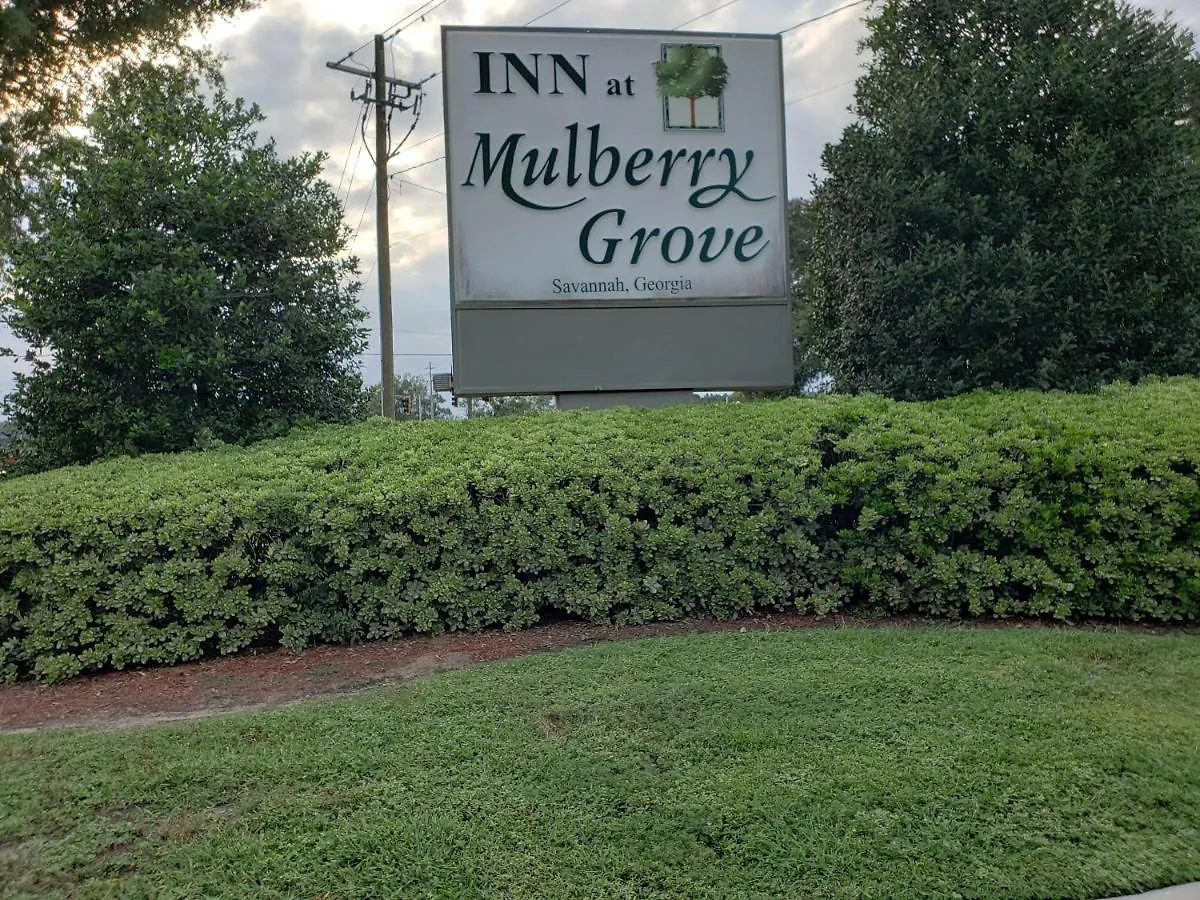 INN at
Mulberry
Grove
Savannah, Georgia